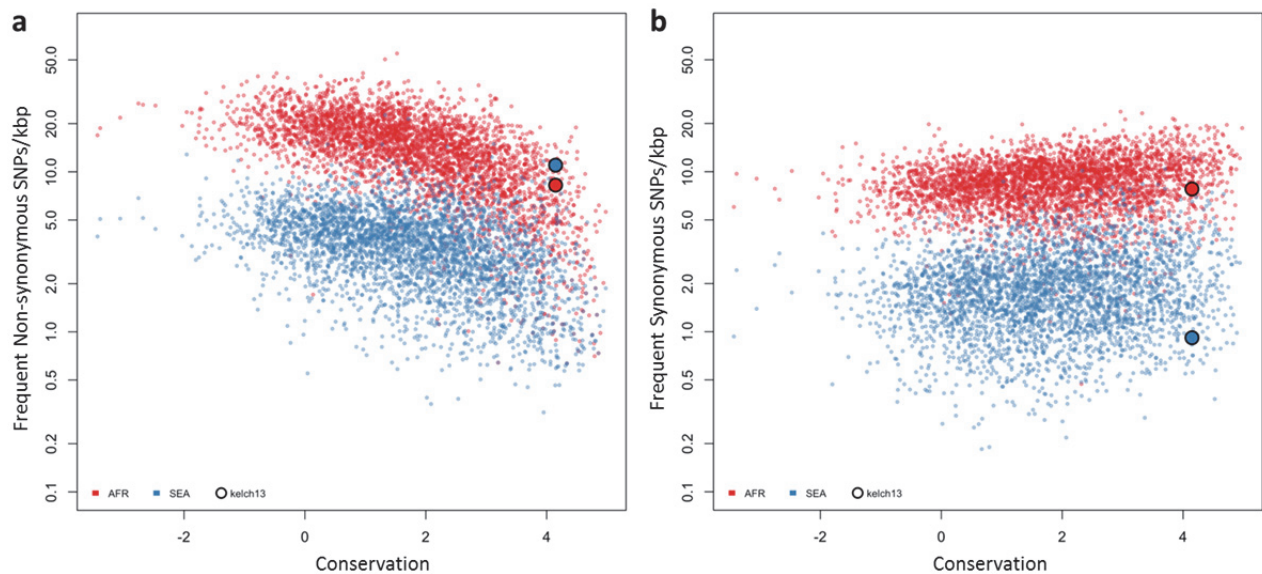 a
Frequent Non-synonymous SNPs/kbp
50.0
20.0
10.0
5.0
2.0
1.0
0.5
0.2
0.1
AFR SEA kelch13
-2 0 2 4
Conservation
b
Frequent Synonymous SNPs/kbp
50.0
20.0
10.0
5.0
2.0
1.0
0.5
0.2
0.1
AFR SEA kelch13
-2 0 2 4
Conservation